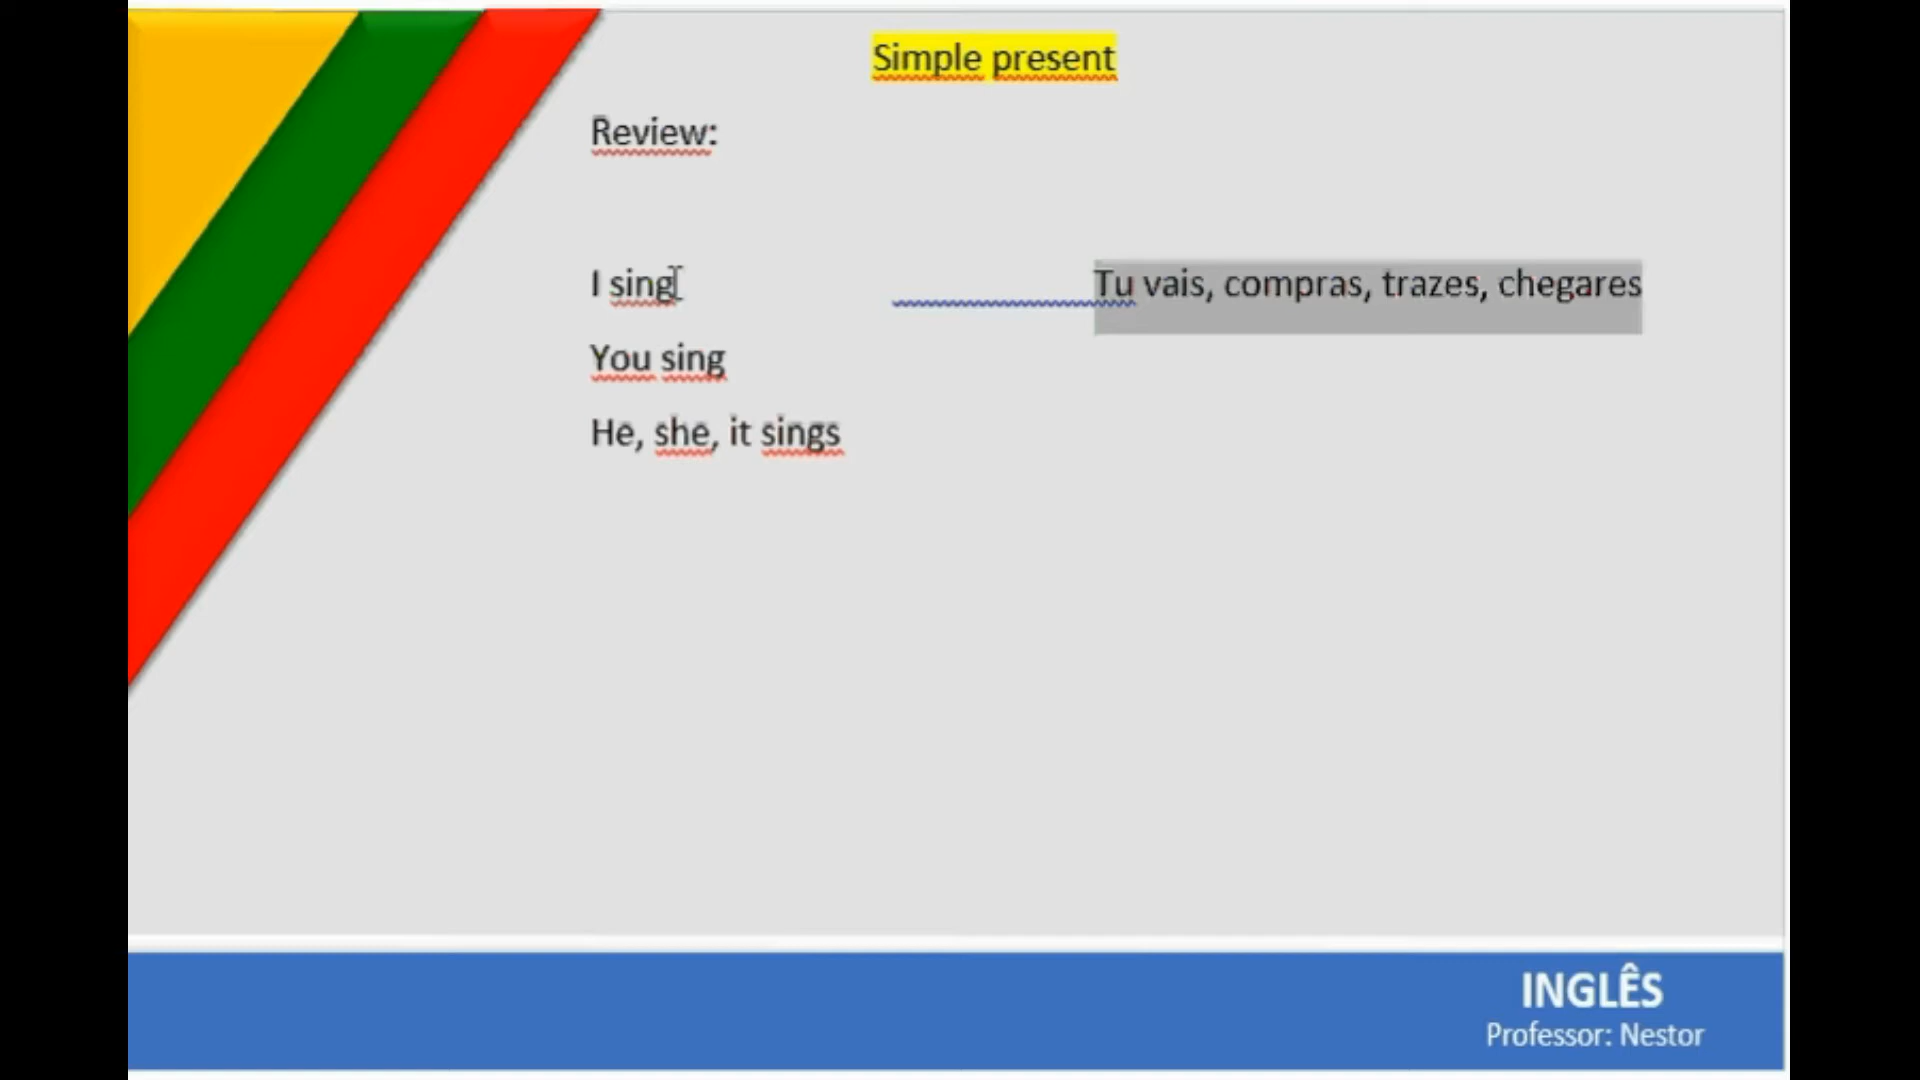 Simple present
Review:
I sing Tu vais, compras, trazes, chegares
You sing
He, she, it sings
INGLÊS
Professor: Nestor